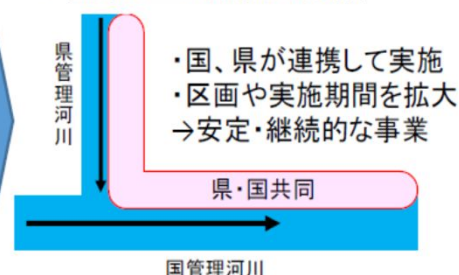 県管理河川
・国、県が連携して実施
・区画や実施期間を拡大
→安定・継続的な事業
県・国共同
国管理河川